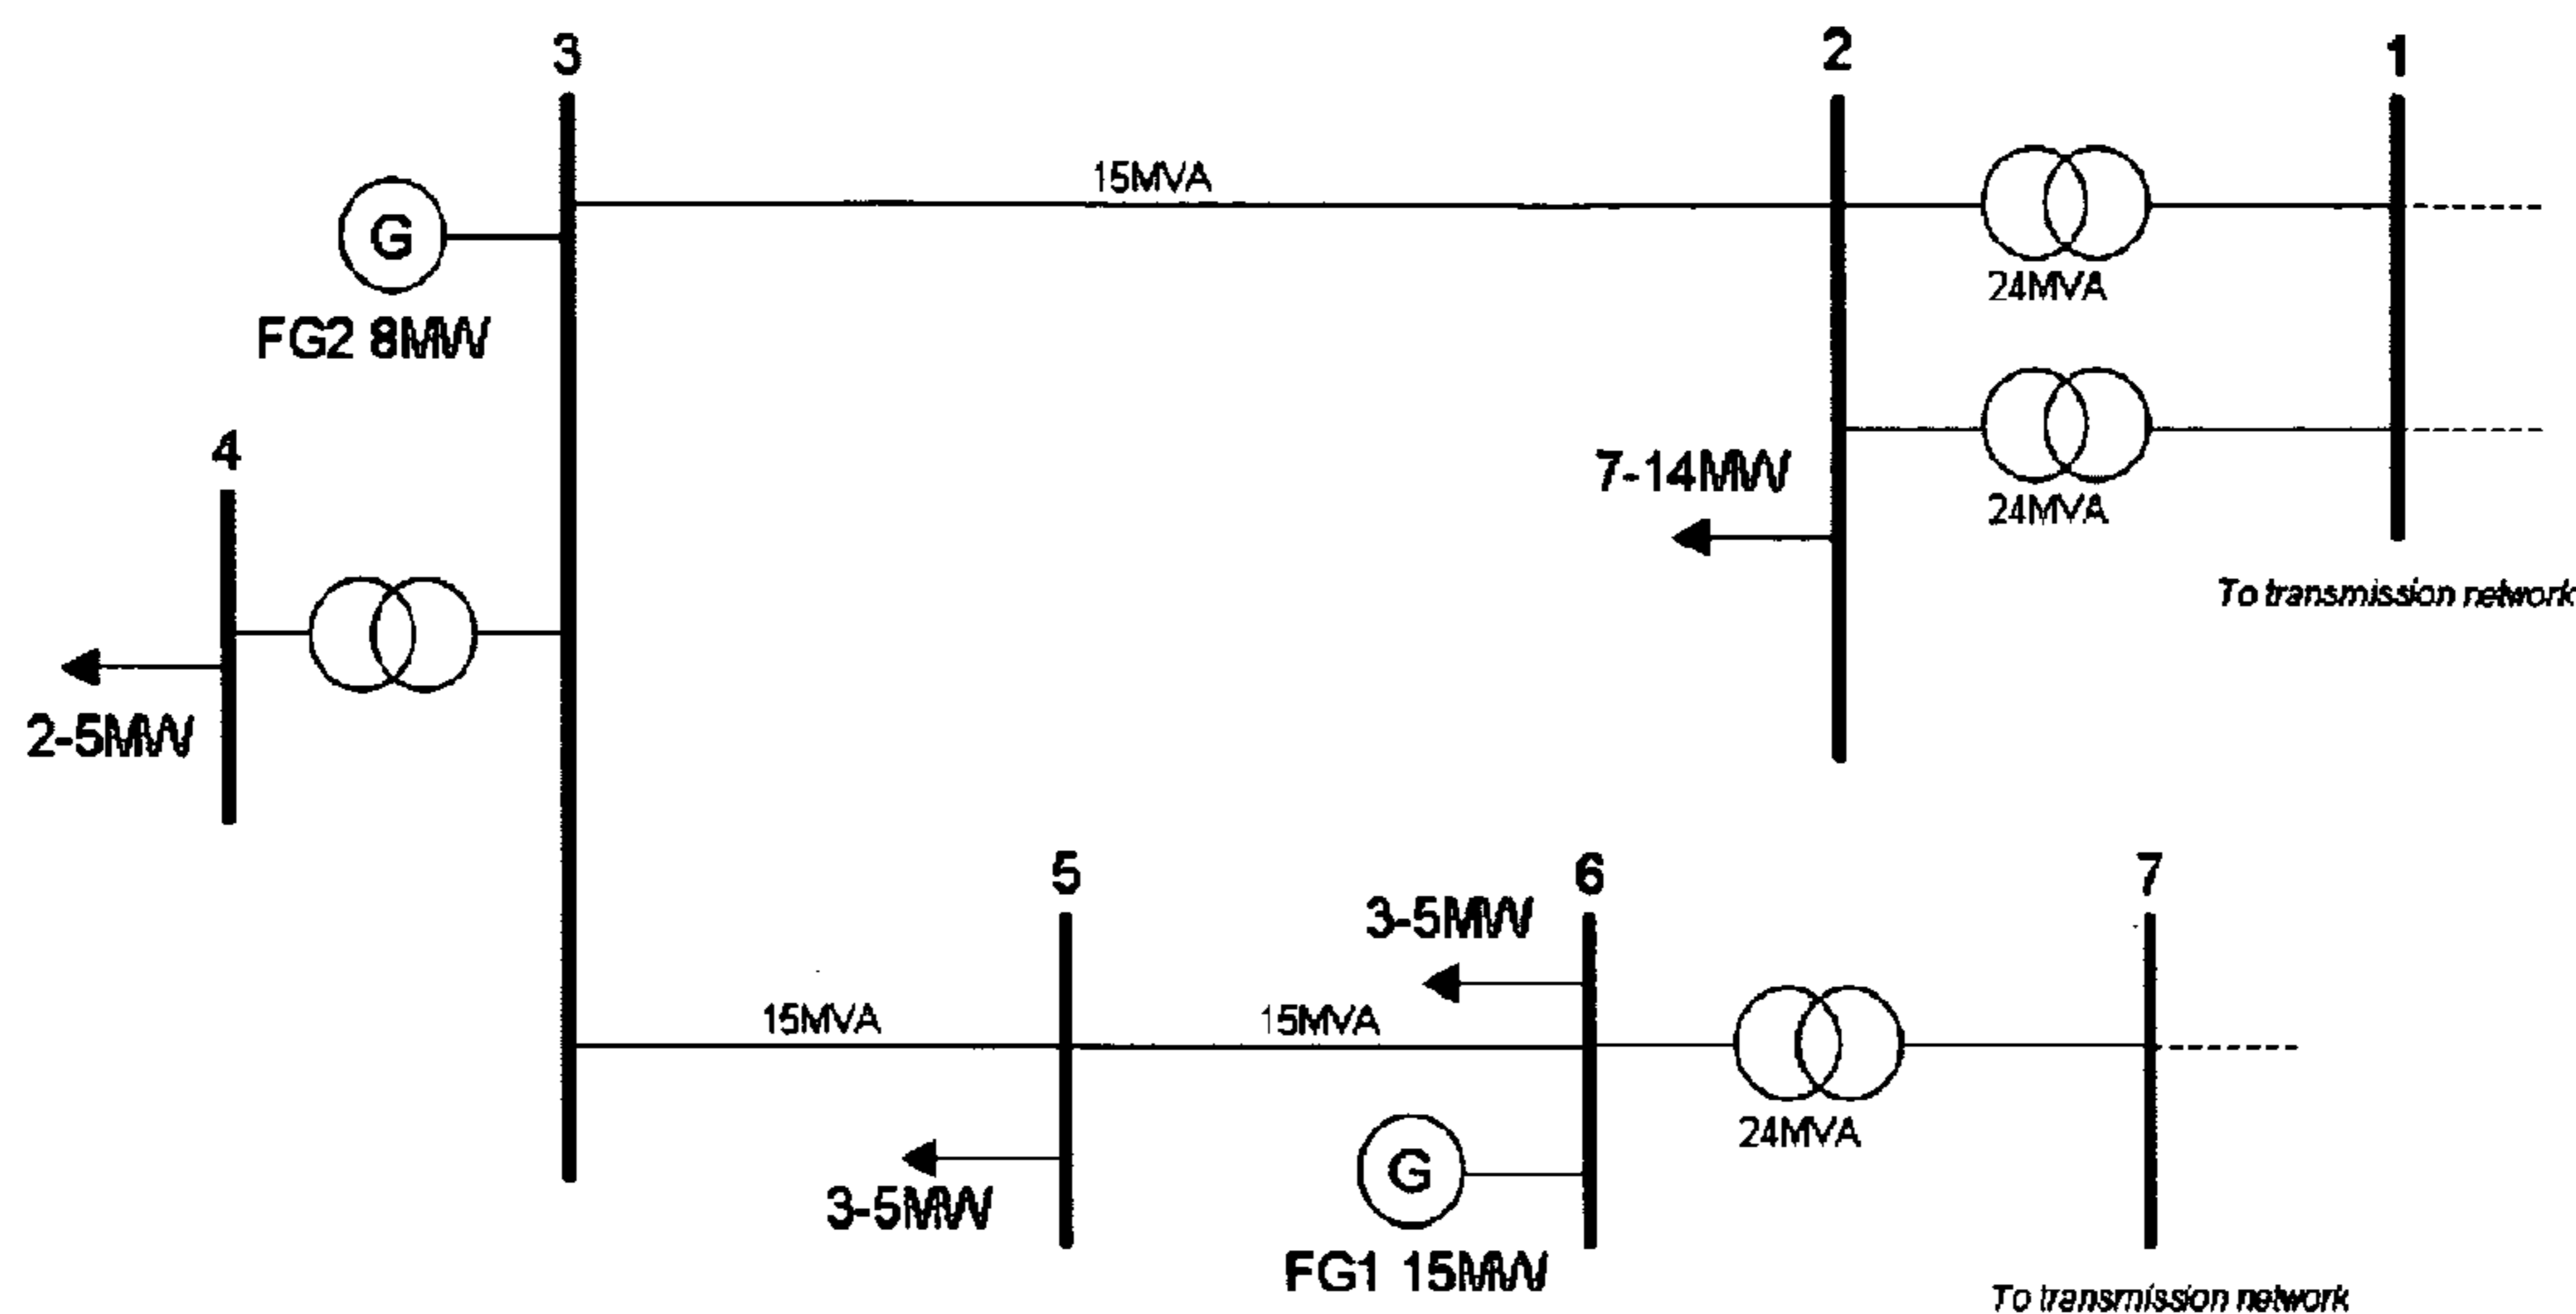 3
2
1
15MVA
G
24MVA
FG2 8MW
4
7-14MW
24MVA
To transmission network
2-5MW
5
6
7
3-5MW
15MVA
15MVA
24MVA
G
3-5MW
FG1 15MW
To transmission network